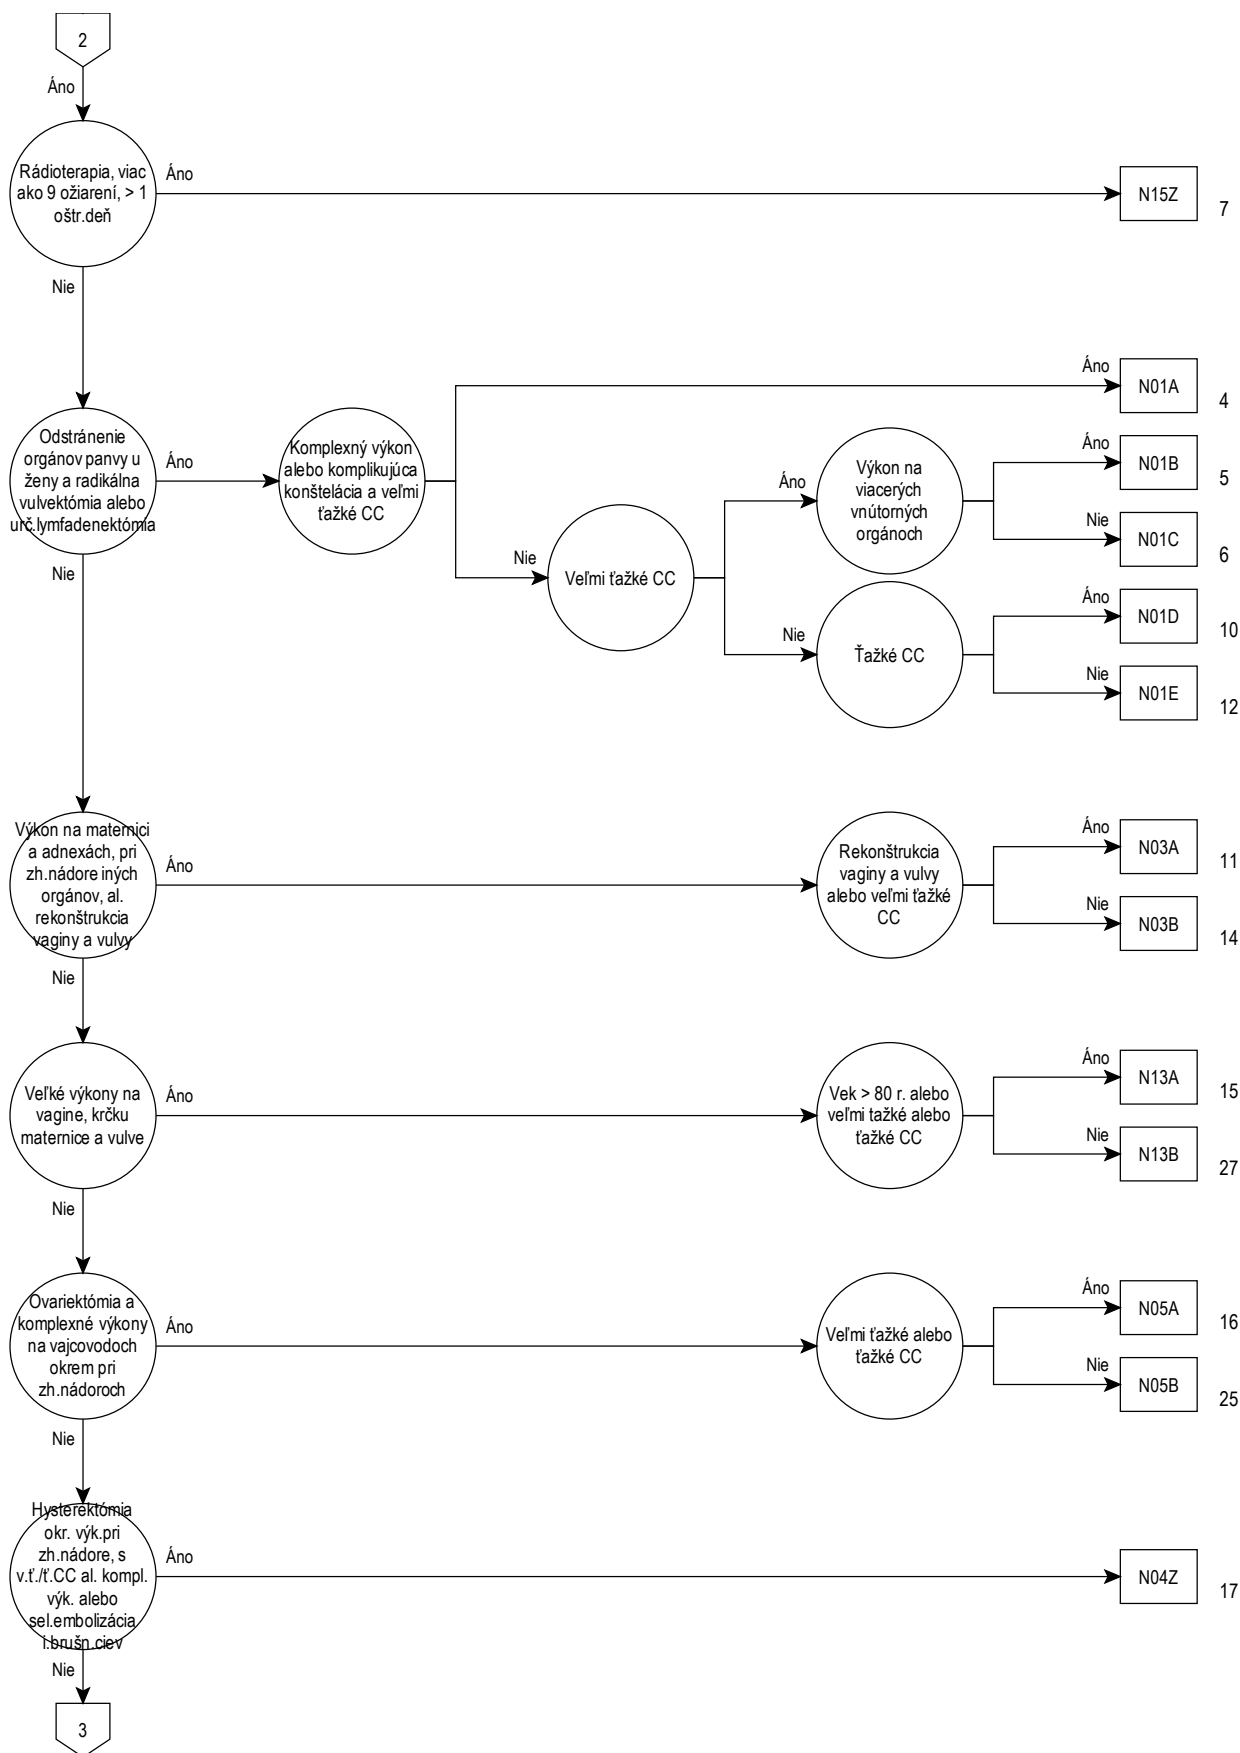 2
Áno
Rádioterapia, viac
ako 9 ožiarení, > 1
oštr.deň
Áno
N15Z
7
Nie
Odstránenie
orgánov panvy u
ženy a radikálna
vulvektómia alebo
urč.lymfadenektómia
Áno
Komplexný výkon
alebo komplikujúca
konštelácia a veľmi
ťažké CC
Áno
N01A
4
Nie
Veľmi ťažké CC
Áno
Výkon na
viacerých
vnútorných
orgánoch
Áno
N01B
5
Nie
N01C
6
Nie
Ťažké CC
Áno
N01D
10
Nie
N01E
12
Nie
Výkon na maternici
a adnexách, pri
zh.nádore iných
orgánov, al.
rekonštrukcia
vaginy a vulvy
Áno
Rekonštrukcia
vaginy a vulvy
alebo veľmi ťažké
CC
Áno
N03A
11
Nie
N03B
14
Nie
Veľké výkony na
vagine, krčku
maternice a vulve
Áno
Vek > 80 r. alebo
veľmi tažké alebo
ťažké CC
Áno
N13A
15
Nie
N13B
27
Nie
Ovariektómia a
komplexné výkony
na vajcovodoch
okrem pri
zh.nádoroch
Áno
Veľmi ťažké alebo
ťažké CC
Áno
N05A
16
Nie
N05B
25
Nie
Hysterektómia
okr. výk.pri
zh.nádore, s
v.ť./ť.CC al. kompl.
výk. alebo
sel.embolizácia
i.brušn.ciev
Áno
N04Z
17
Nie
3